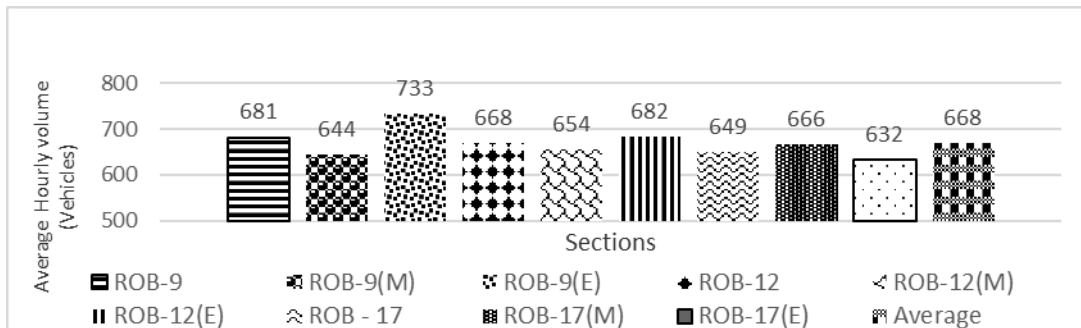 Average Hourly volume
(Vehicles)
800
700
600
500
681
644
733
668
654
682
649
666
632
668
Sections
ROB-9 ROB-9(M) ROB-9(E) ROB-12 ROB-12(M)
ROB-12(E) ROB - 17 ROB-17(M) ROB-17(E) Average